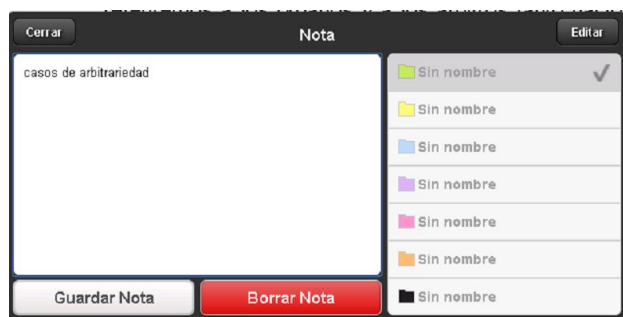 Cerrar
Nota
Editar
casos de arbitrariedad
Sin nombre
Sin nombre
Sin nombre
Sin nombre
Sin nombre
Sin nombre
Sin nombre
Guardar Nota
Borrar Nota